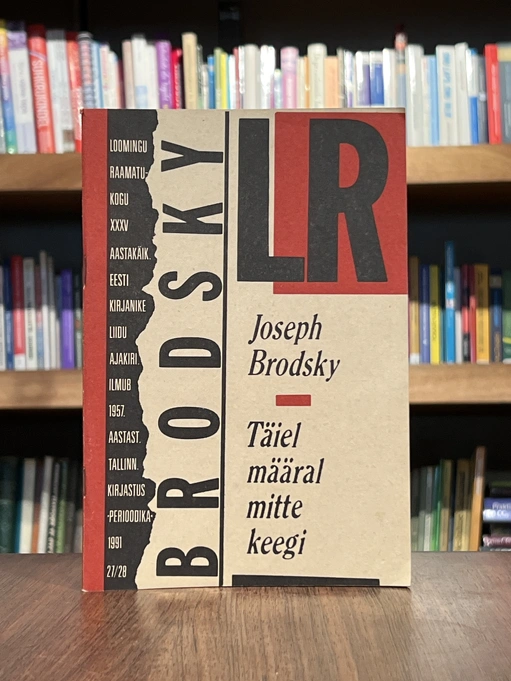 LOOMINGU
RAAMATU-
KOGU
XXXV
AASTAKÄIK.
EESTI
KIRJANIKE
LIIDU
AJAKIRI.
ILMUB
1957.
AASTAST.
TALLINN.
KIRJASTUS
·PERIOODIKA·
1991
27/28
BRODSKY
LR
Joseph
Brodsky
Täiel
määral
mitte
keegi